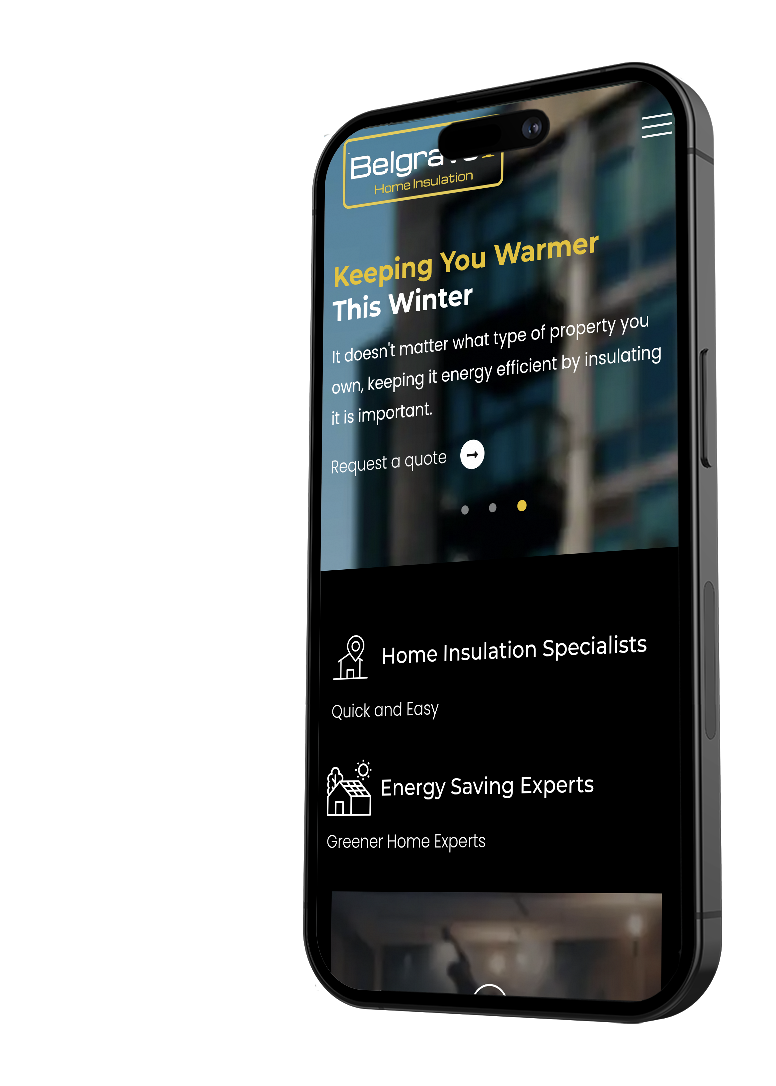 Home Insulation
Keeping You Warmer
This Winter
It doesn't matter what type of property you
own, keeping it energy efficient by insulating
it is important.
Request a quote
Home Insulation Specialists
Quick and Easy
Energy Saving Experts
Greener Home Experts